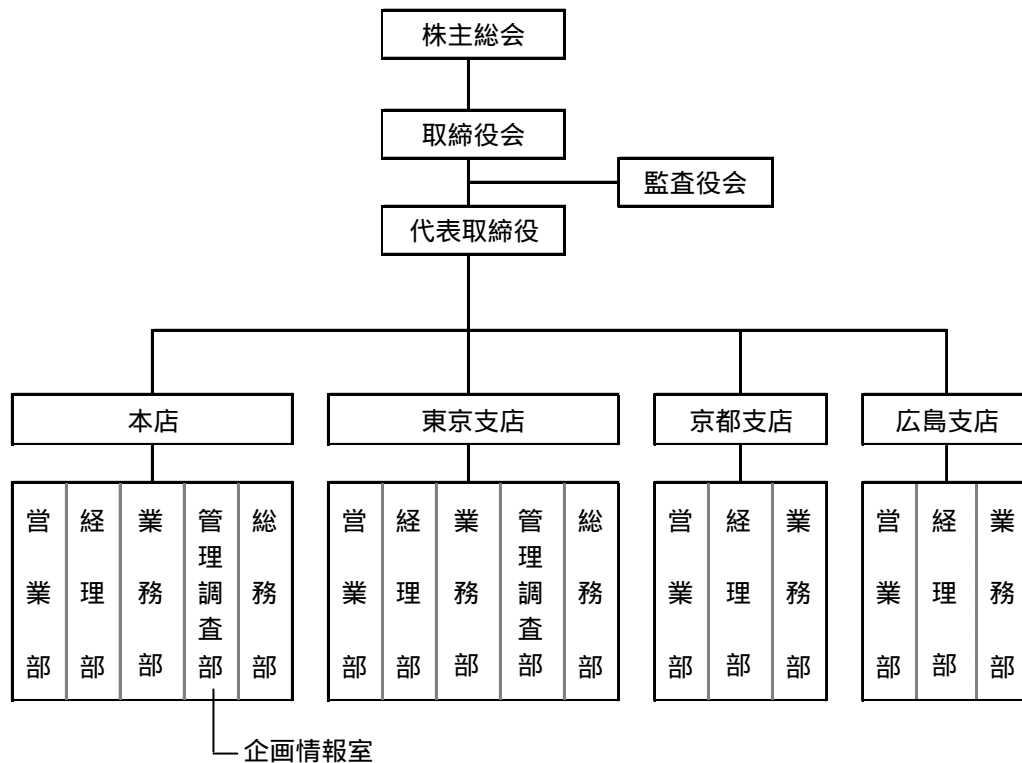 株主総会
取締役会
監査役会
代表取締役
本店
東京支店
京都支店
広島支店
営業部
経理部
業務部
管理調査部
総務部
営業部
経理部
業務部
管理調査部
総務部
営業部
経理部
業務部
営業部
経理部
業務部
企画情報室